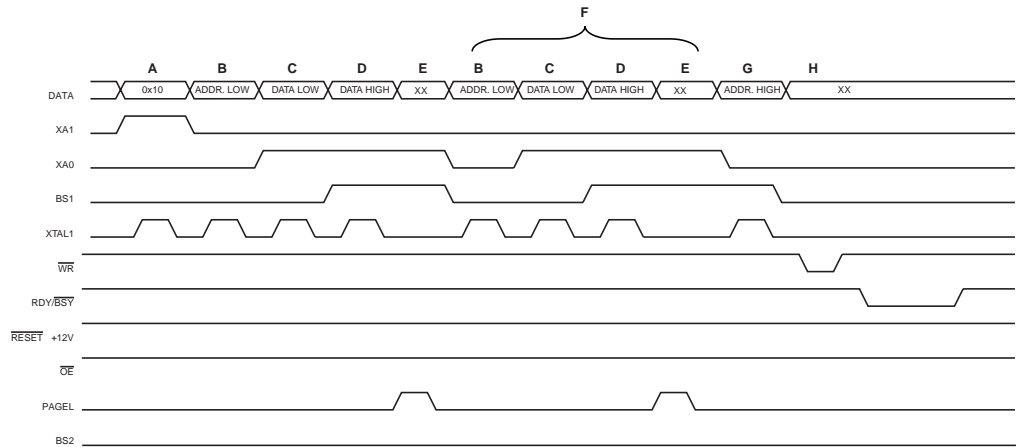 F
A B C D E B C D E G H
DATA 0x10 ADDR. LOW DATA LOW DATA HIGH XX ADDR. LOW DATA LOW DATA HIGH XX ADDR. HIGH XX
XA1
XA0
BS1
XTAL1
WR
RDY/BSY
RESET +12V
OE
PAGEL
BS2